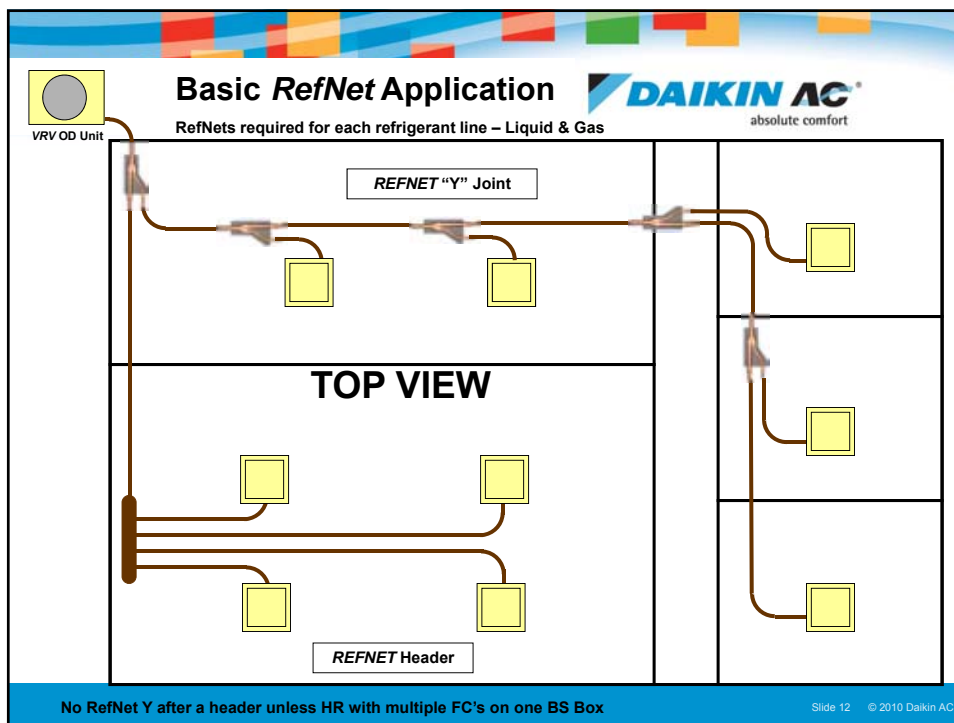 Basic RefNet Application
DAIKIN AC®
absolute comfort
RefNets required for each refrigerant line – Liquid & Gas
VRV OD Unit
REFNET “Y” Joint
TOP VIEW
REFNET Header
No RefNet Y after a header unless HR with multiple FC’s on one BS Box
Slide 12 © 2010 Daikin AC